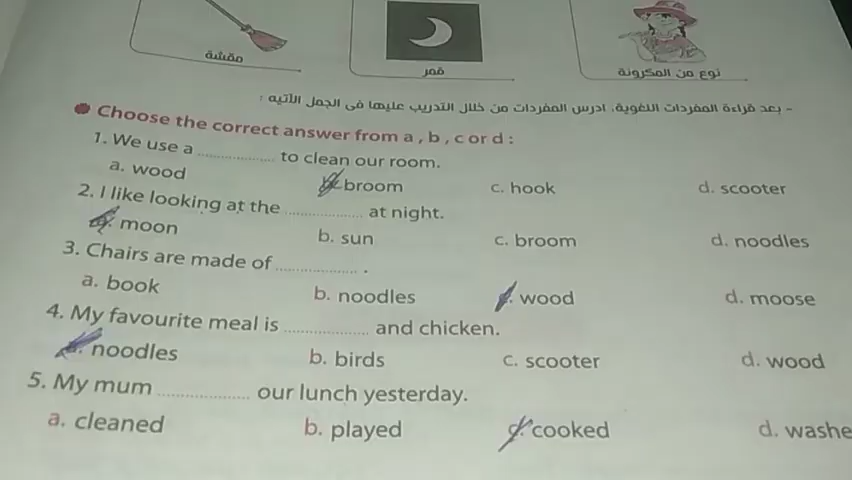 مقشة
قمر
نوع من المكرونة
- بعد قراءة المفردات اللغوية، ادرس المفردات من خلال التدريب عليها فى الجمل الآتيه :
Choose the correct answer from a , b , c or d :
1. We use a .................... to clean our room.
a. wood broom c. hook d. scooter
2. I like looking at the .................... at night.
moon b. sun c. broom d. noodles
3. Chairs are made of .................... .
a. book b. noodles wood d. moose
4. My favourite meal is .................... and chicken.
noodles b. birds c. scooter d. wood
5. My mum .................... our lunch yesterday.
a. cleaned b. played c. cooked d. washe